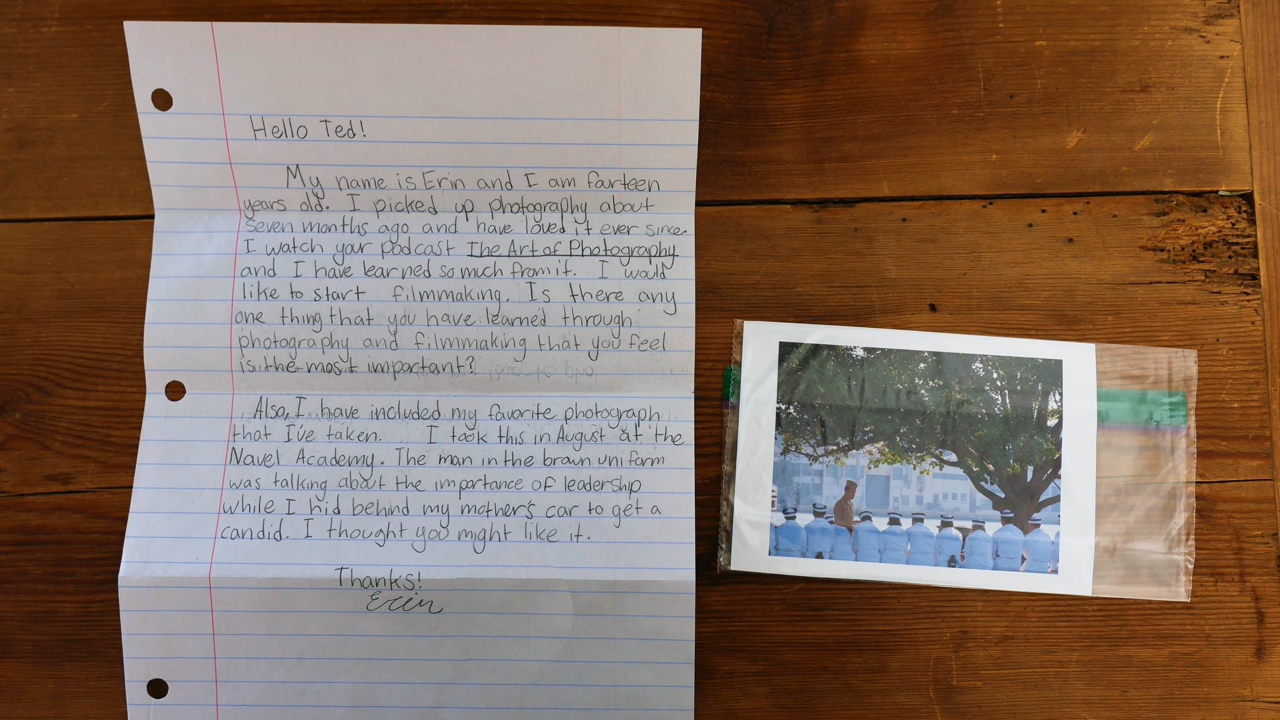 Hello Ted!
My name is Erin and I am fourteen
years old. I picked up photography about
seven months ago and have loved it ever since.
I watch your podcast The Art of Photography
and I have learned so much from it. I would
like to start filmmaking. Is there any
one thing that you have learned through
photography and filmmaking that you feel
is the most important?
Also, I have included my favorite photograph
that I've taken. I took this in August at the
Navel Academy. The man in the brown uniform
was talking about the importance of leadership
while I hid behind my mother's car to get a
candid. I thought you might like it.
Thanks!
Erin